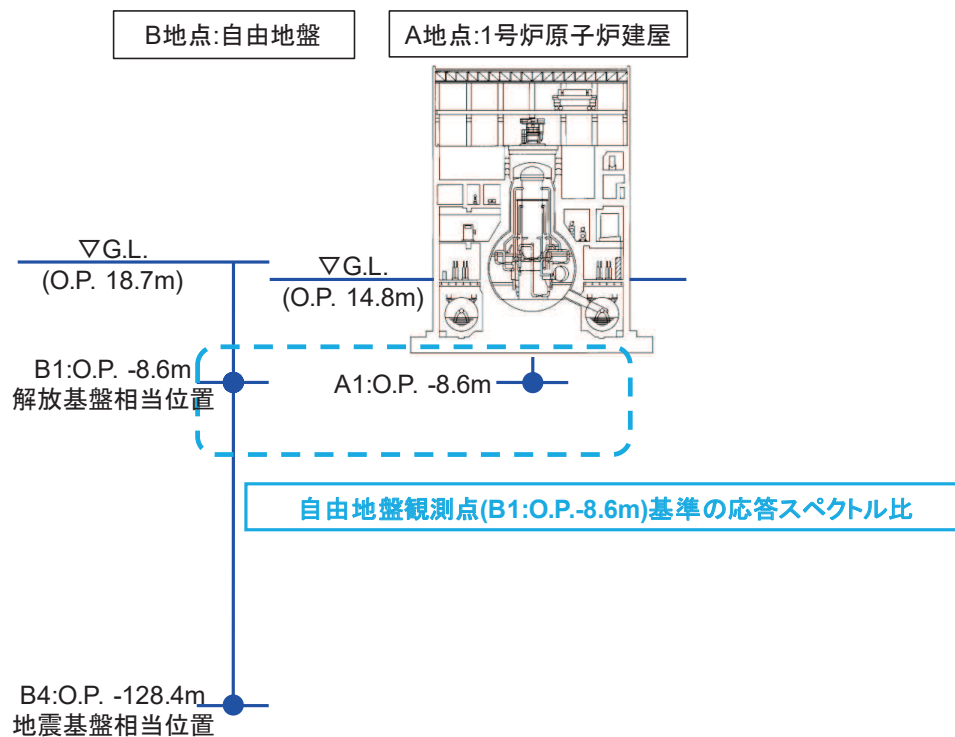 B地点:自由地盤
A地点:1号炉原子炉建屋
▽G.L.
(O.P. 18.7m)
▽G.L.
(O.P. 14.8m)
B1:O.P. -8.6m
解放基盤相当位置
A1:O.P. -8.6m
自由地盤観測点(B1:O.P.-8.6m)基準の応答スペクトル比
B4:O.P. -128.4m
地震基盤相当位置